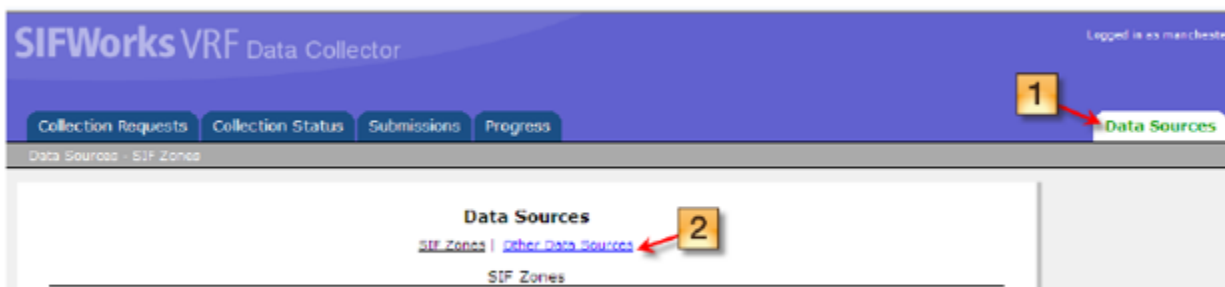 SIFWorks VRF Data Collector
Logged in as mancheste
1
Collection Requests Collection Status Submissions Progress Data Sources
Data Sources - SIF Zones
Data Sources
2
SIF Zones | Other Data Sources
SIF Zones